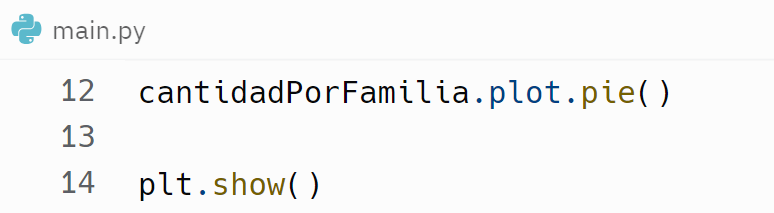 main.py
12 cantidadPorFamilia.plot.pie()
13
14 plt.show()